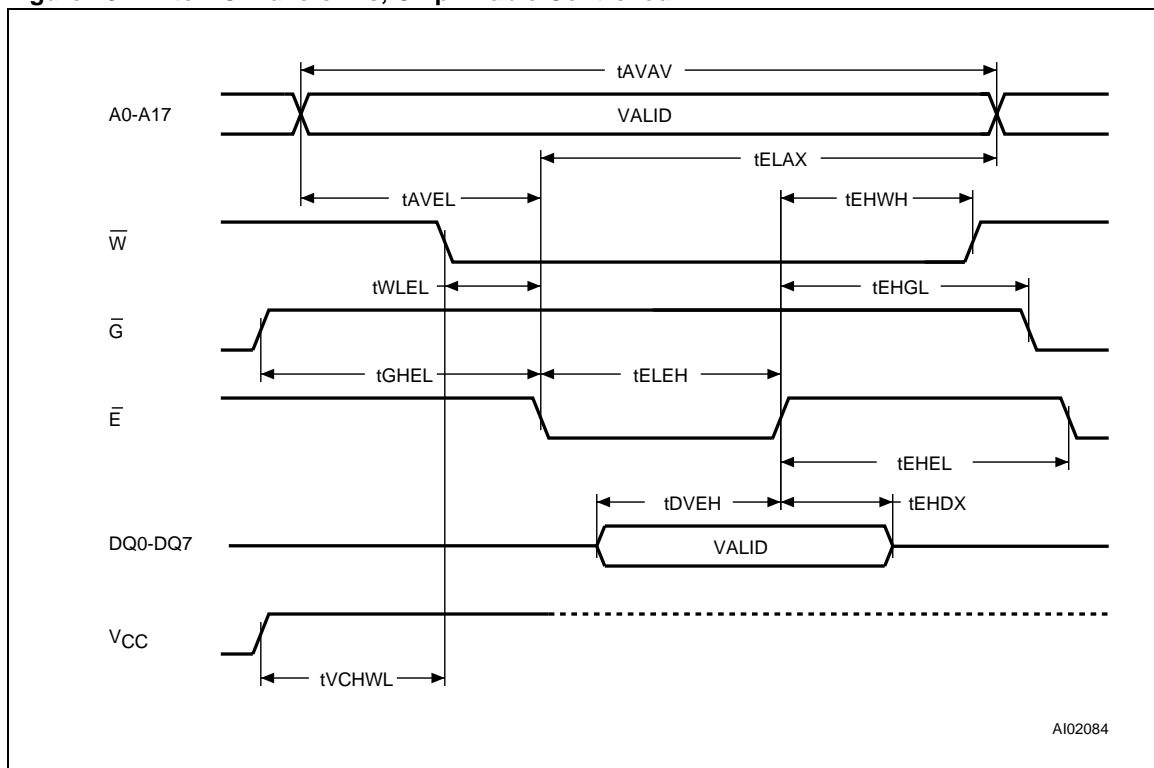 tAVAV
A0-A17
VALID
tELAX
tAVEL
tEHWH
W
tWLEL
tEHGL
G
tGHEL
tELEH
E
tEHEL
tDVEH
tEHDX
DQ0-DQ7
VALID
VCC
tVCHWL
AI02084